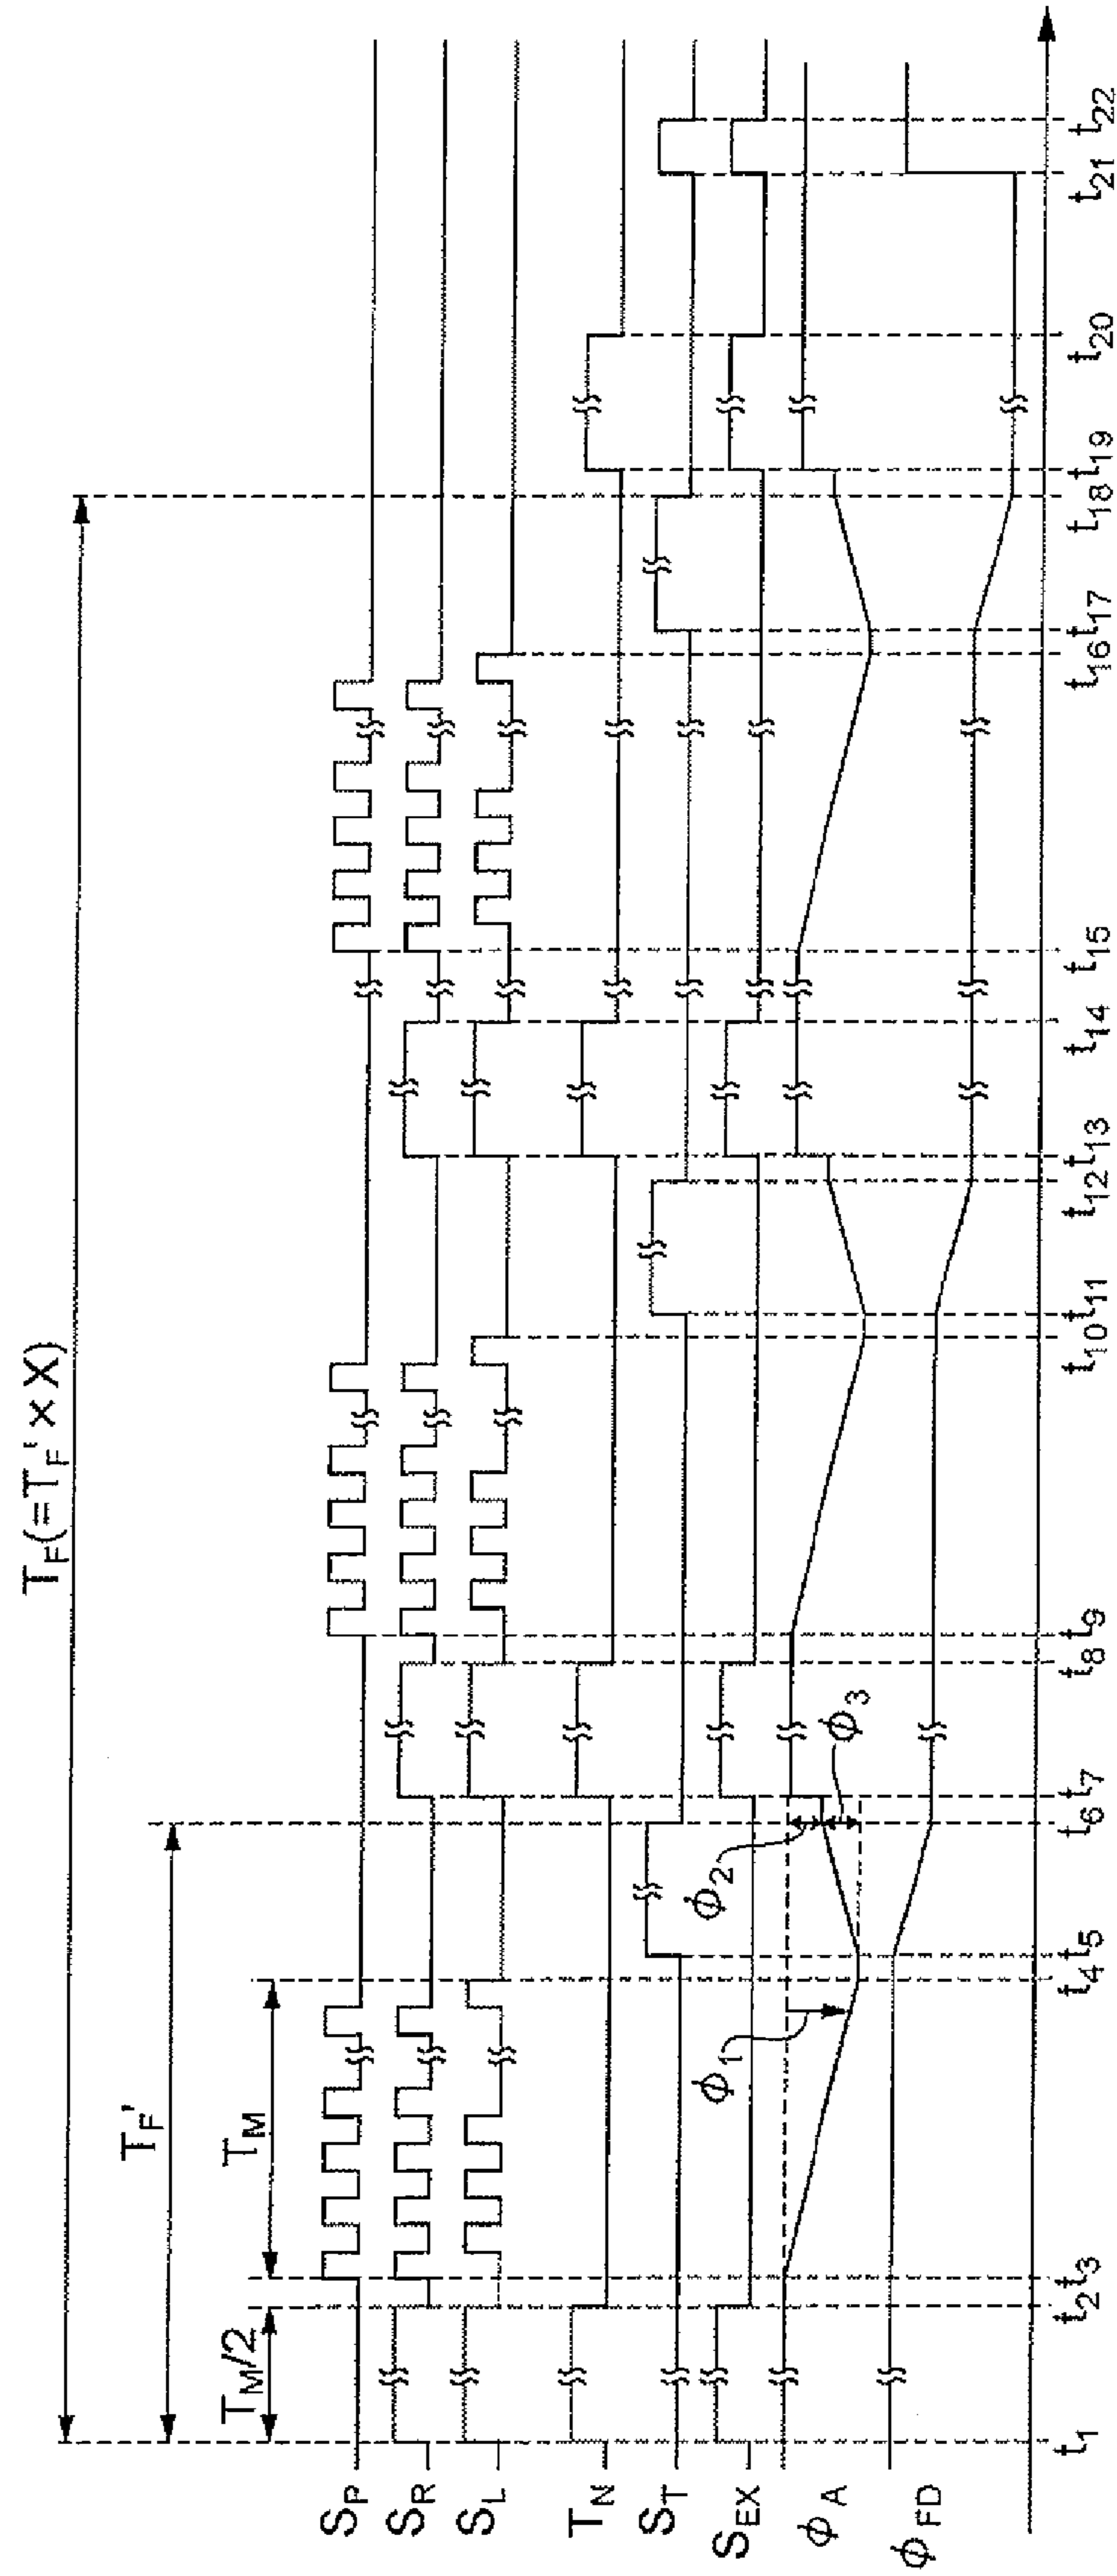 T_F(=T_F'×X)
T_F'
T_M/2
T_M
S_P
S_R
S_L
T_N
S_T
S_EX
ϕ_A
ϕ_FD
ϕ_1
ϕ_2
ϕ_3
t_1 t_2 t_3 t_4 t_5 t_6 t_7 t_8 t_9 t_10 t_11 t_12 t_13 t_14 t_15 t_16 t_17 t_18 t_19 t_20 t_21 t_22